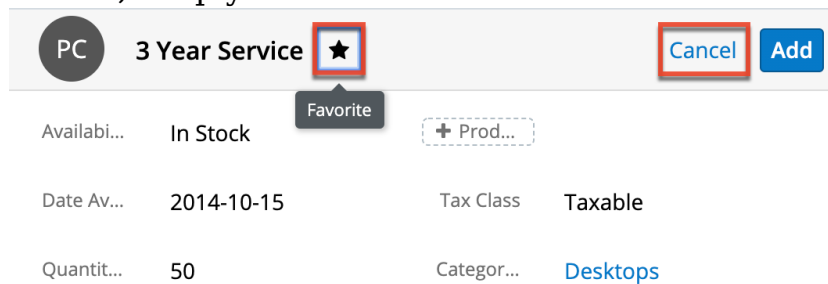 PC 3 Year Service Cancel Add
Favorite
Availabi... In Stock + Prod...
Date Av... 2014-10-15 Tax Class Taxable
Quantit... 50 Categor... Desktops